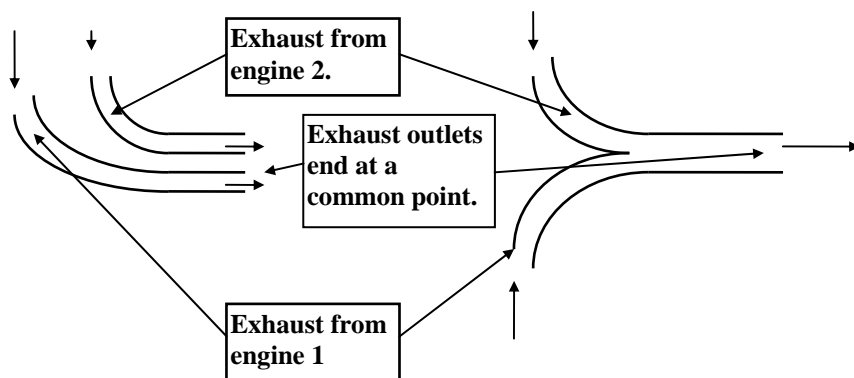 Exhaust from
engine 2.
Exhaust outlets
end at a
common point.
Exhaust from
engine 1